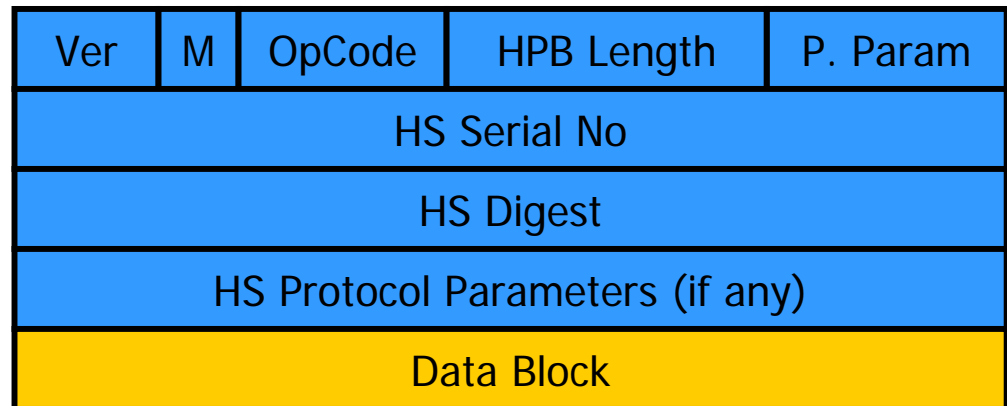 Ver M OpCode HPB Length P. Param
HS Serial No
HS Digest
HS Protocol Parameters (if any)
Data Block